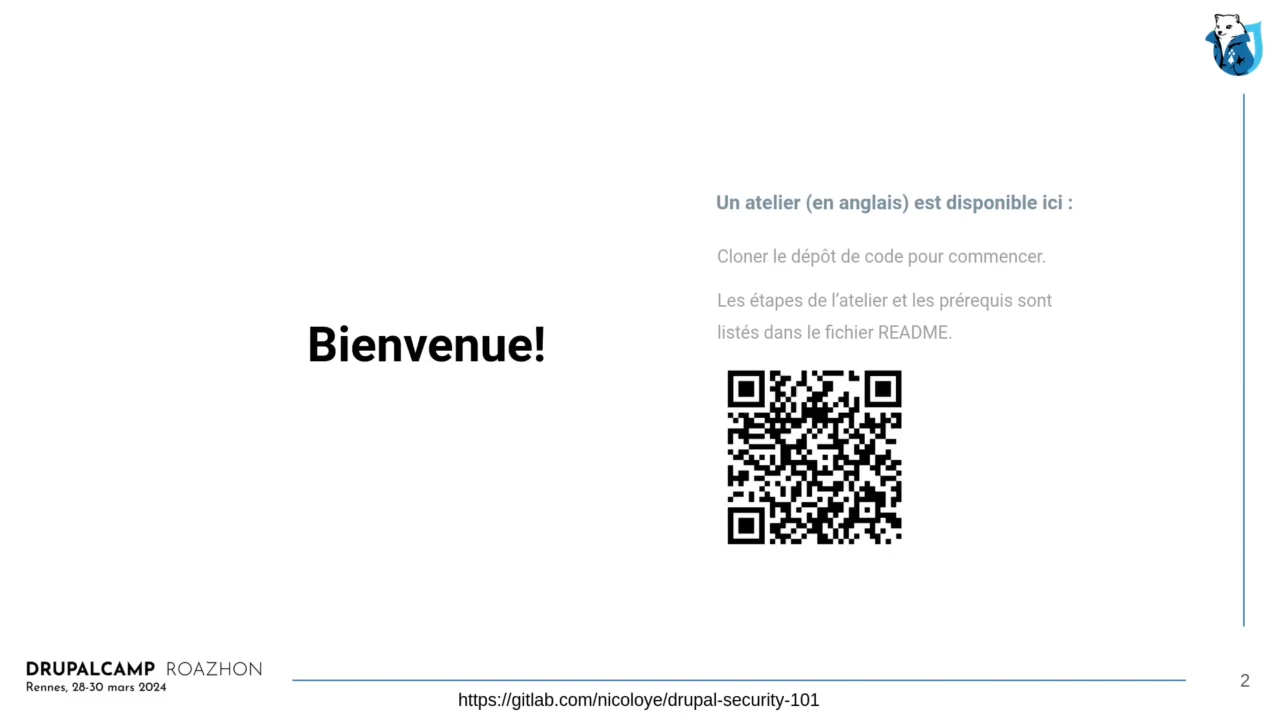 Un atelier (en anglais) est disponible ici :
Cloner le dépôt de code pour commencer.
Les étapes de l’atelier et les prérequis sont
listés dans le fichier README.
Bienvenue!
DRUPALCAMP ROAZHON
Rennes, 28-30 mars 2024
https://gitlab.com/nicoloye/drupal-security-101
2